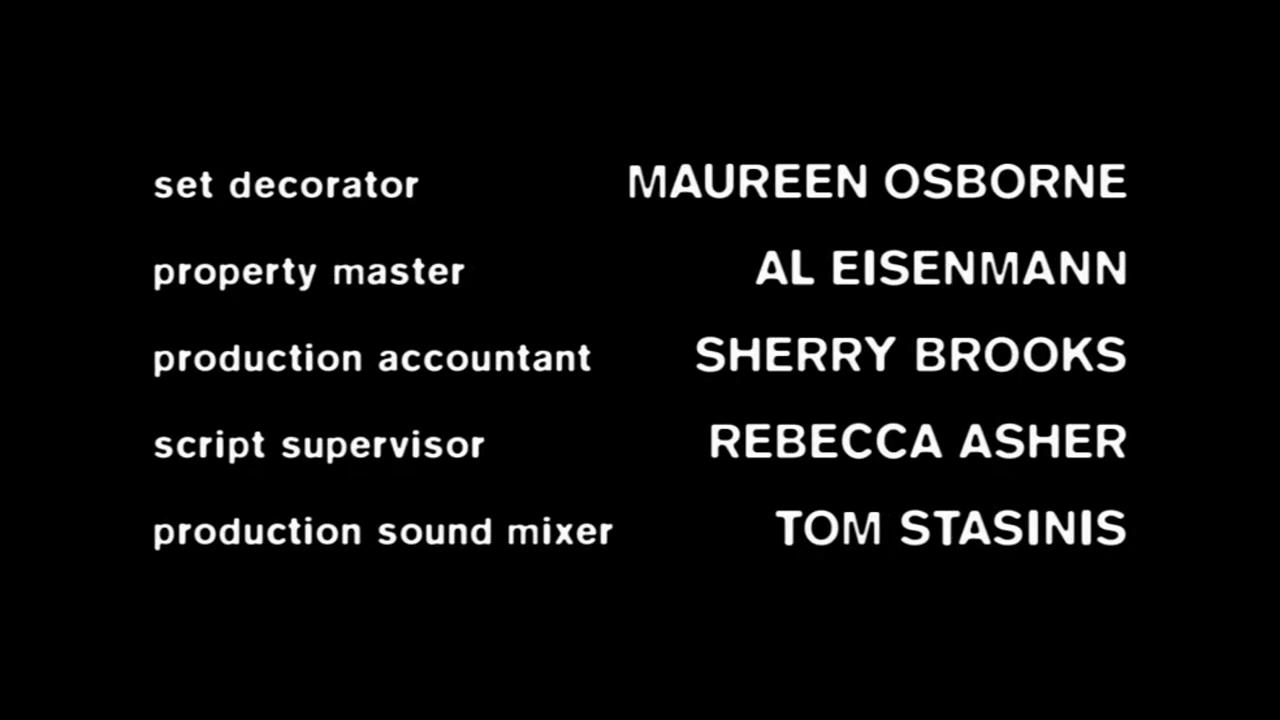 set decorator MAUREEN OSBORNE
property master AL EISENMANN
production accountant SHERRY BROOKS
script supervisor REBECCA ASHER
production sound mixer TOM STASINIS